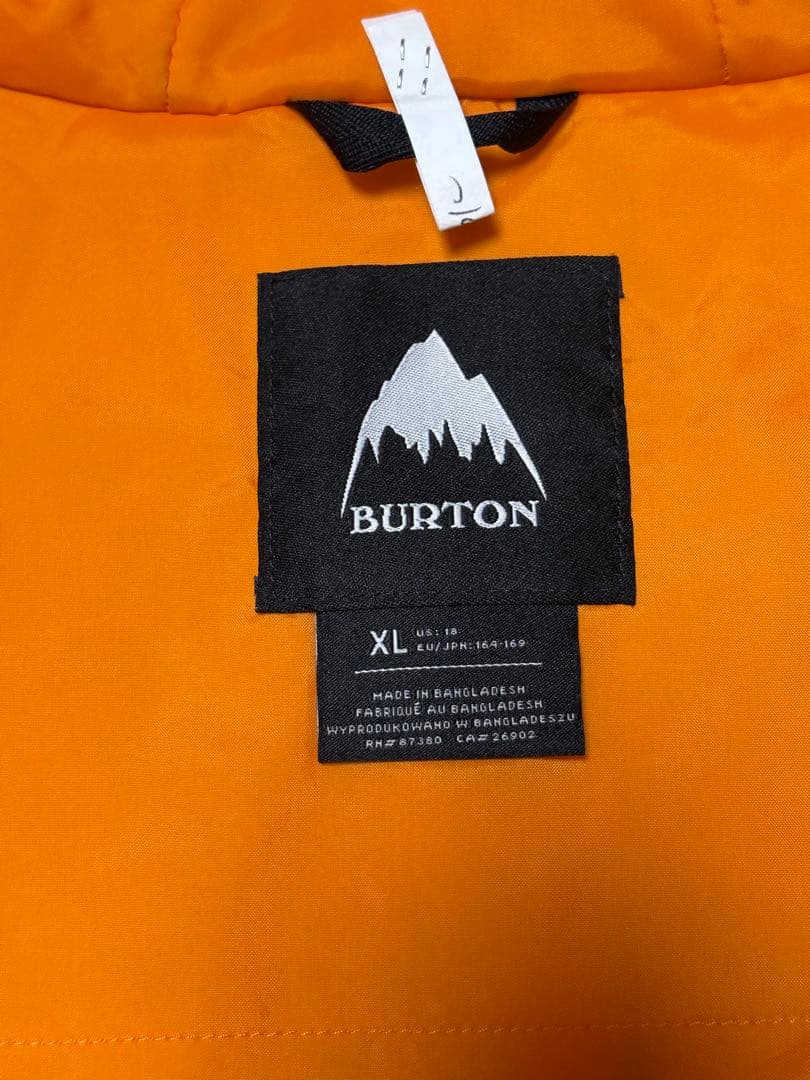 BURTON
XL US: 18
EU/JPN: 164-169
MADE IN BANGLADESH
FABRIQUÉ AU BANGLADESH
WYPRODUKOWANO W BANGLADESZU
RN# 87380 CA# 26902